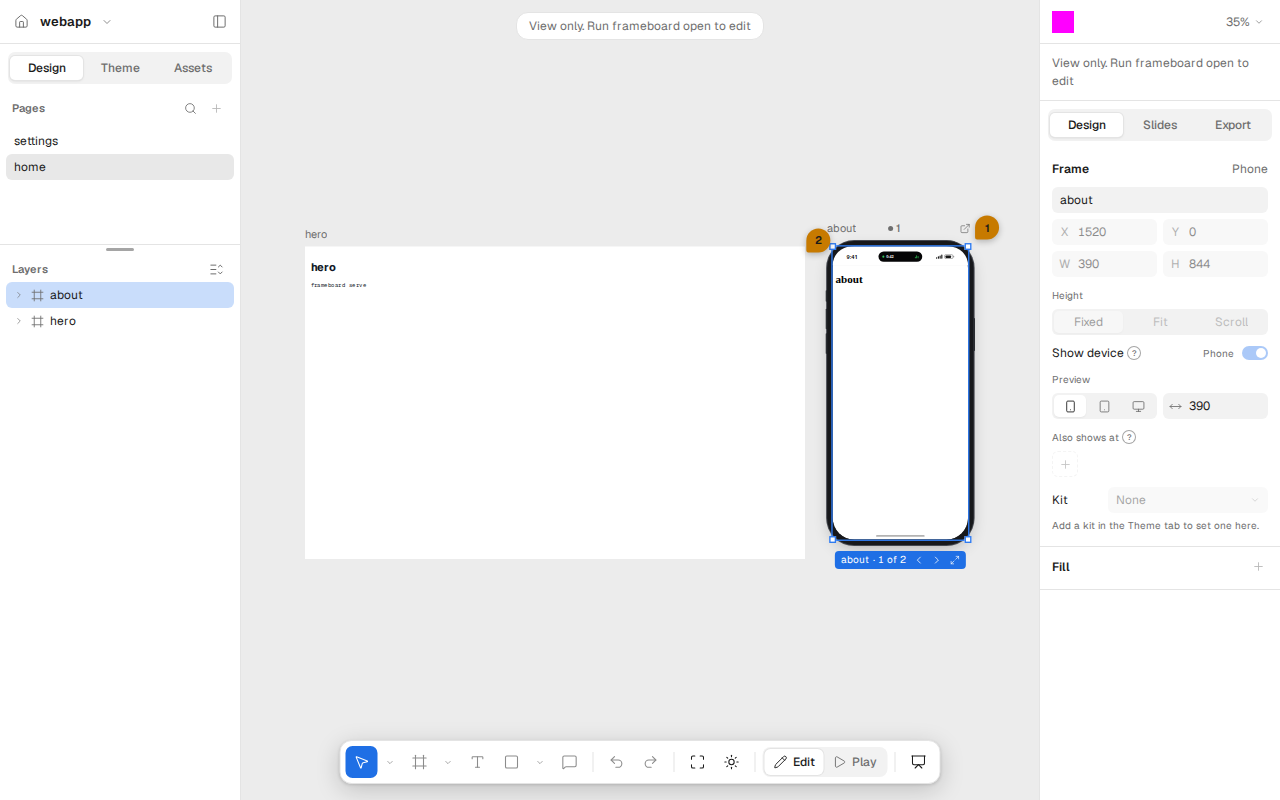 webapp
Design Theme Assets
Pages
settings
home
Layers
about
hero
View only. Run frameboard open to edit
hero
hero
frameboard serve
2
about 1
1
9:41
about
about · 1 of 2
Edit Play
35%
View only. Run frameboard open to
edit
Design Slides Export
Frame Phone
about
X 1520 Y 0
W 390 H 844
Height
Fixed Fit Scroll
Show device ? Phone
Preview
390
Also shows at ?
Kit None
Add a kit in the Theme tab to set one here.
Fill